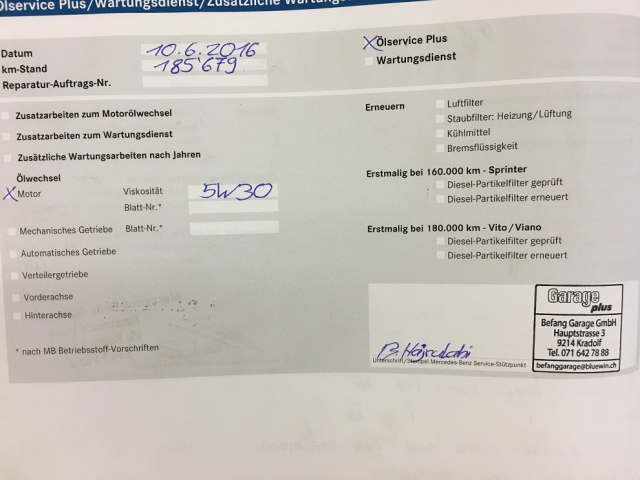 Ölservice Plus/Wartungsdienst/Zusätzliche
Datum 10.6.2016
km-Stand 185'679
Reparatur-Auftrags-Nr.
X Ölservice Plus
Wartungsdienst
Zusatzarbeiten zum Motorölwechsel
Zusatzarbeiten zum Wartungsdienst
Zusätzliche Wartungsarbeiten nach Jahren
Ölwechsel
X Motor Viskosität 5W30
Blatt-Nr.*
Mechanisches Getriebe Blatt-Nr.*
Automatisches Getriebe
Verteilergetriebe
Vorderachse
Hinterachse
* nach MB Betriebsstoff-Vorschriften
Erneuern Luftfilter
Staubfilter: Heizung/Lüftung
Kühlmittel
Bremsflüssigkeit
Erstmalig bei 160.000 km - Sprinter
Diesel-Partikelfilter geprüft
Diesel-Partikelfilter erneuert
Erstmalig bei 180.000 km - Vito/Viano
Diesel-Partikelfilter geprüft
Diesel-Partikelfilter erneuert
Unterschrift/Stempel Mercedes-Benz Service-Stützpunkt
Garage
plus
Befang Garage GmbH
Hauptstrasse 3
9214 Kradolf
Tel. 071 642 78 88
befanggarage@bluewin.ch